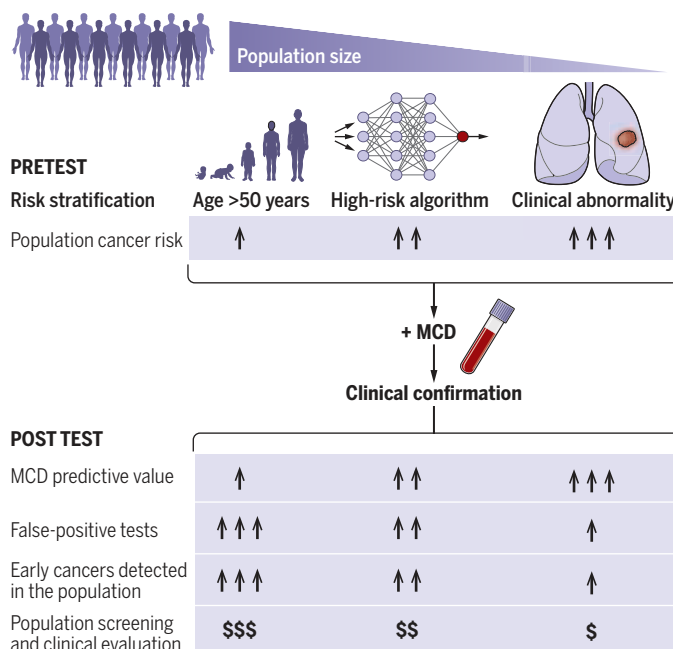 Population size
PRETEST
Risk stratification Age >50 years High-risk algorithm Clinical abnormality
Population cancer risk ↑ ↑↑ ↑↑↑
+ MCD
Clinical confirmation
POST TEST
MCD predictive value ↑ ↑↑ ↑↑↑
False-positive tests ↑↑↑ ↑↑ ↑
Early cancers detected
in the population ↑↑↑ ↑↑ ↑
Population screening
and clinical evaluation $$$ $$ $